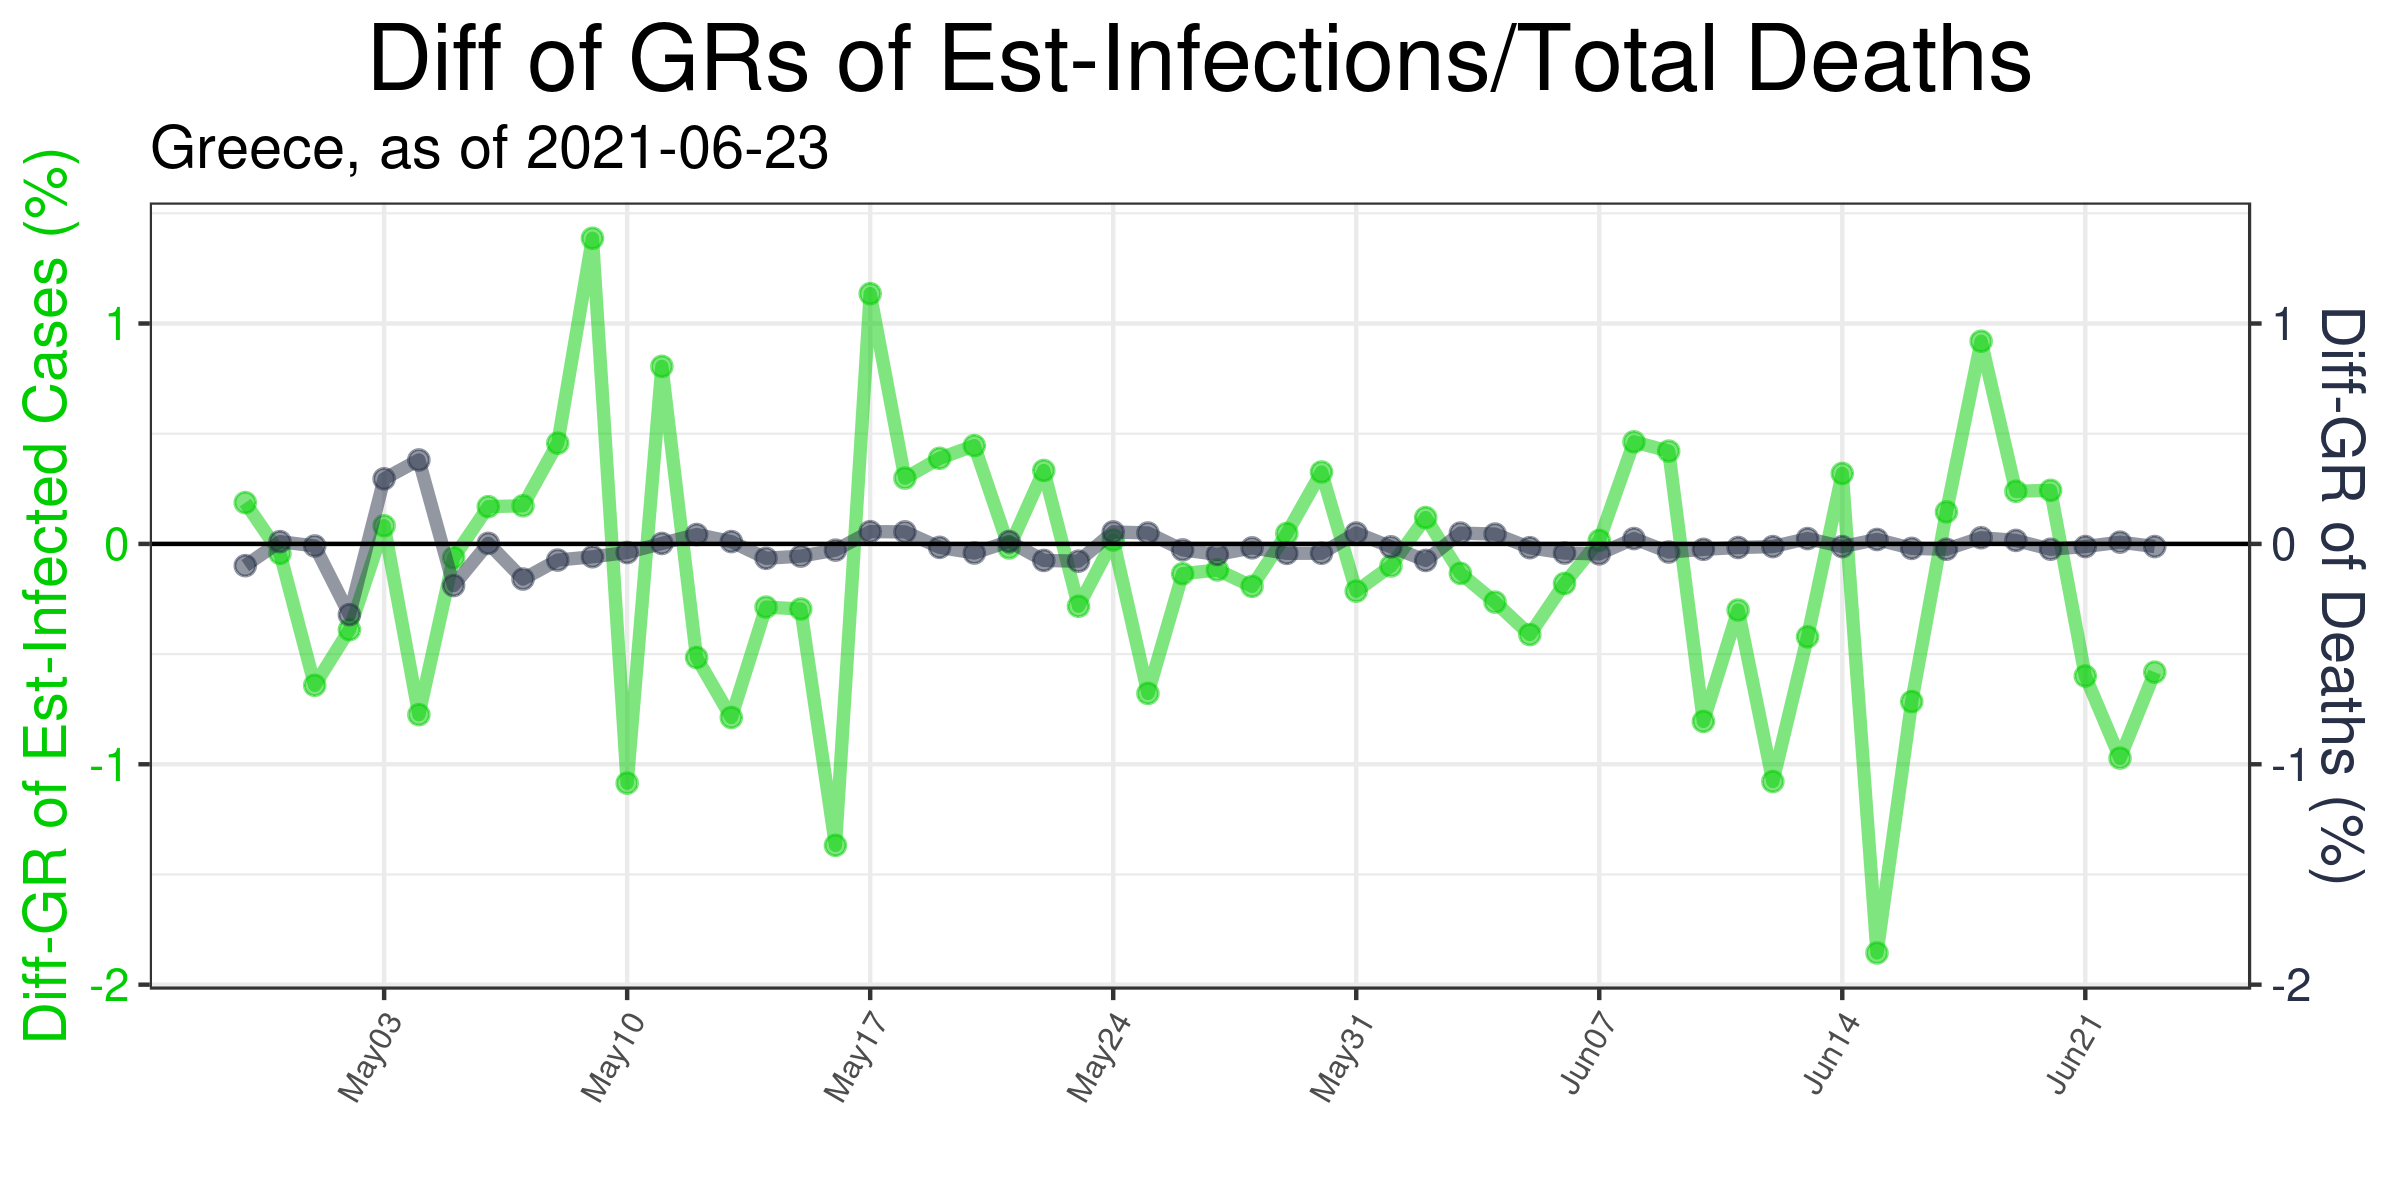 Diff of GRs of Est-Infections/Total Deaths
Greece, as of 2021-06-23
Diff-GR of Est-Infected Cases (%)
1
0
-1
-2
1
0
-1
-2
Diff-GR of Deaths (%)
May03
May10
May17
May24
May31
Jun07
Jun14
Jun21